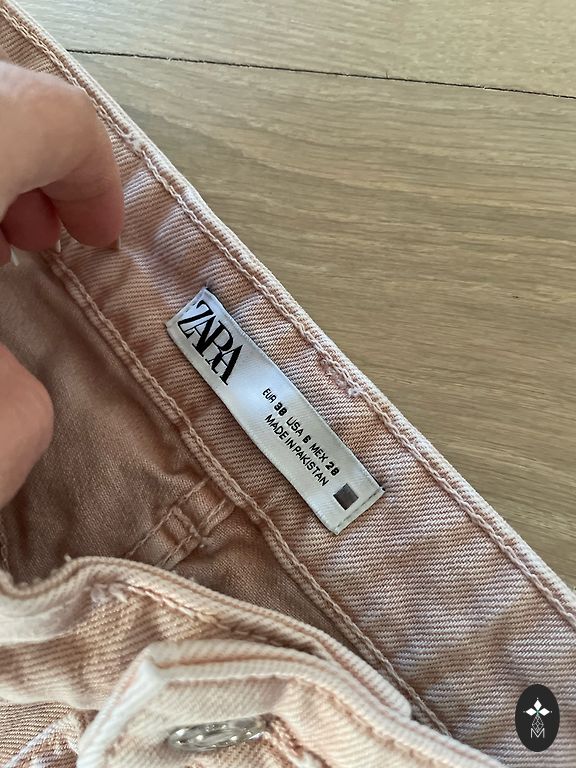 ZARA
EUR 38 USA 6 MEX 28
MADE IN PAKISTAN